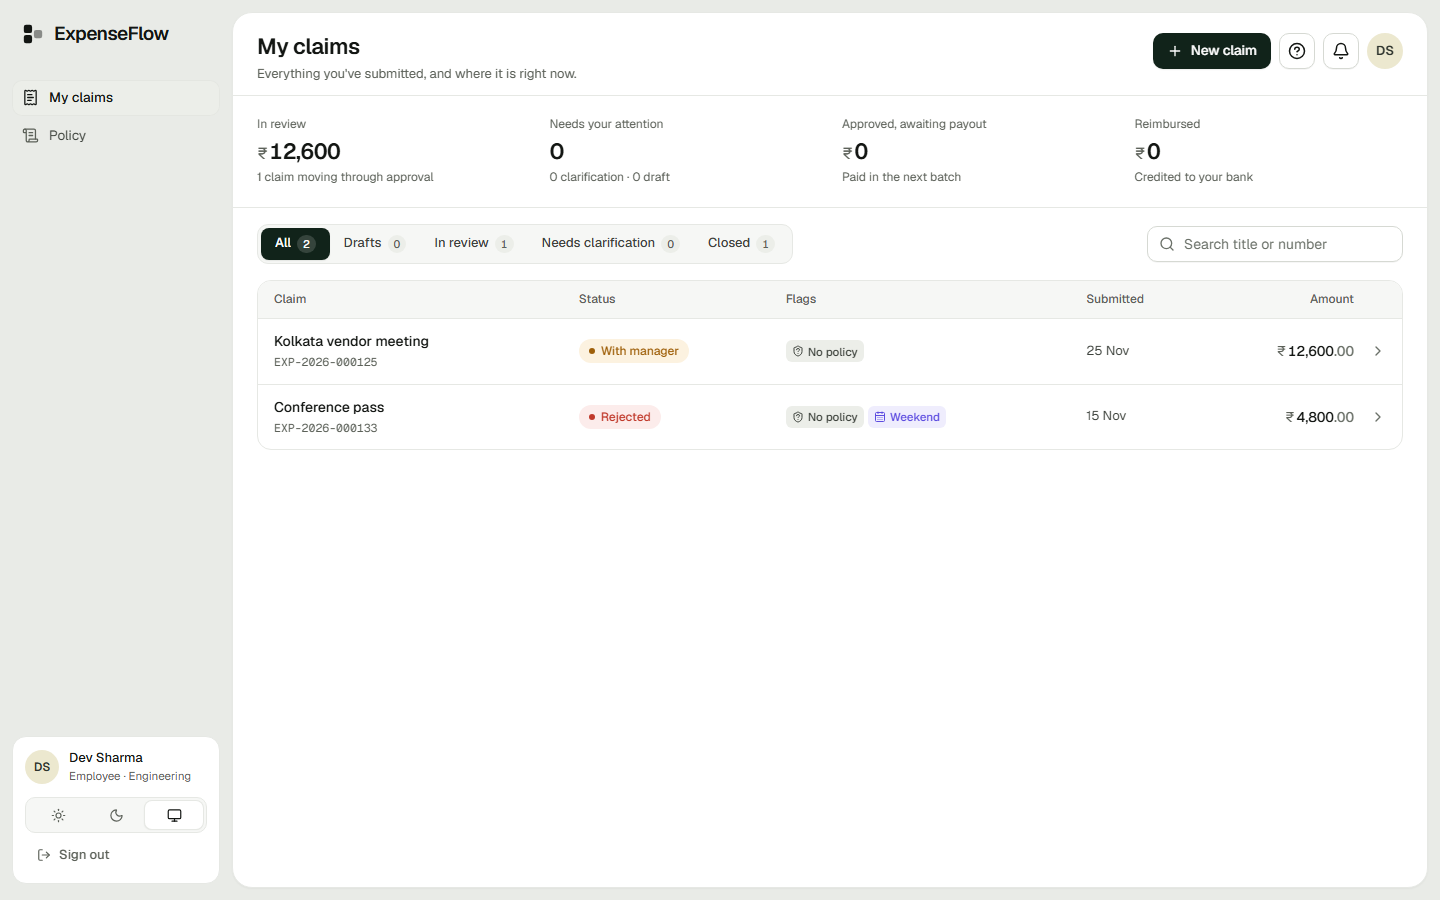 ExpenseFlow
My claims
Policy
Dev Sharma
DS
Employee · Engineering
Sign out
My claims
Everything you've submitted, and where it is right now.
New claim
DS
In review
₹12,600
1 claim moving through approval
Needs your attention
0
0 clarification · 0 draft
Approved, awaiting payout
₹0
Paid in the next batch
Reimbursed
₹0
Credited to your bank
All 2 Drafts 0 In review 1 Needs clarification 0 Closed 1
Search title or number
Claim Status Flags Submitted Amount
Kolkata vendor meeting
EXP-2026-000125
With manager No policy 25 Nov ₹12,600.00
Conference pass
EXP-2026-000133
Rejected No policy Weekend 15 Nov ₹4,800.00